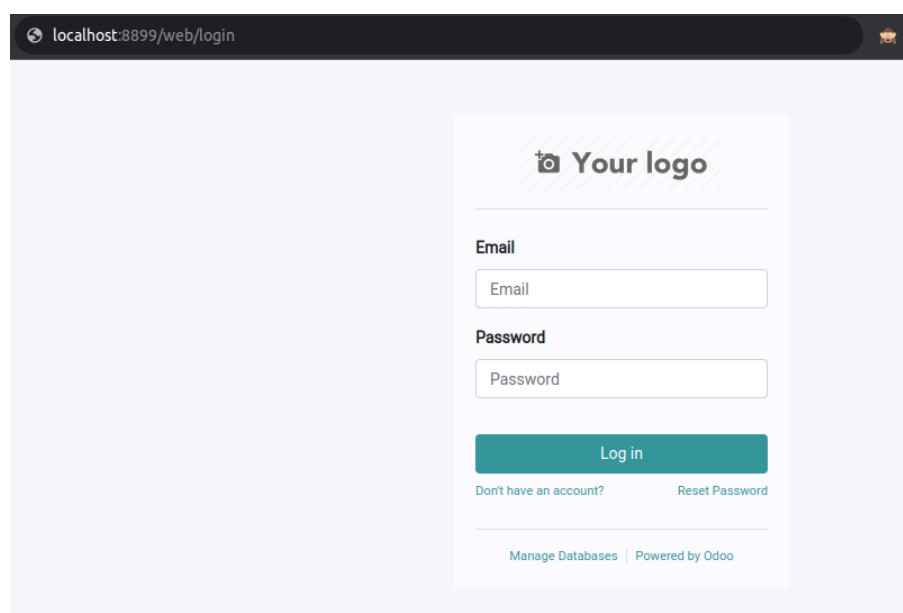 localhost:8899/web/login
Your logo
Email
Email
Password
Password
Log in
Don't have an account? Reset Password
Manage Databases Powered by Odoo